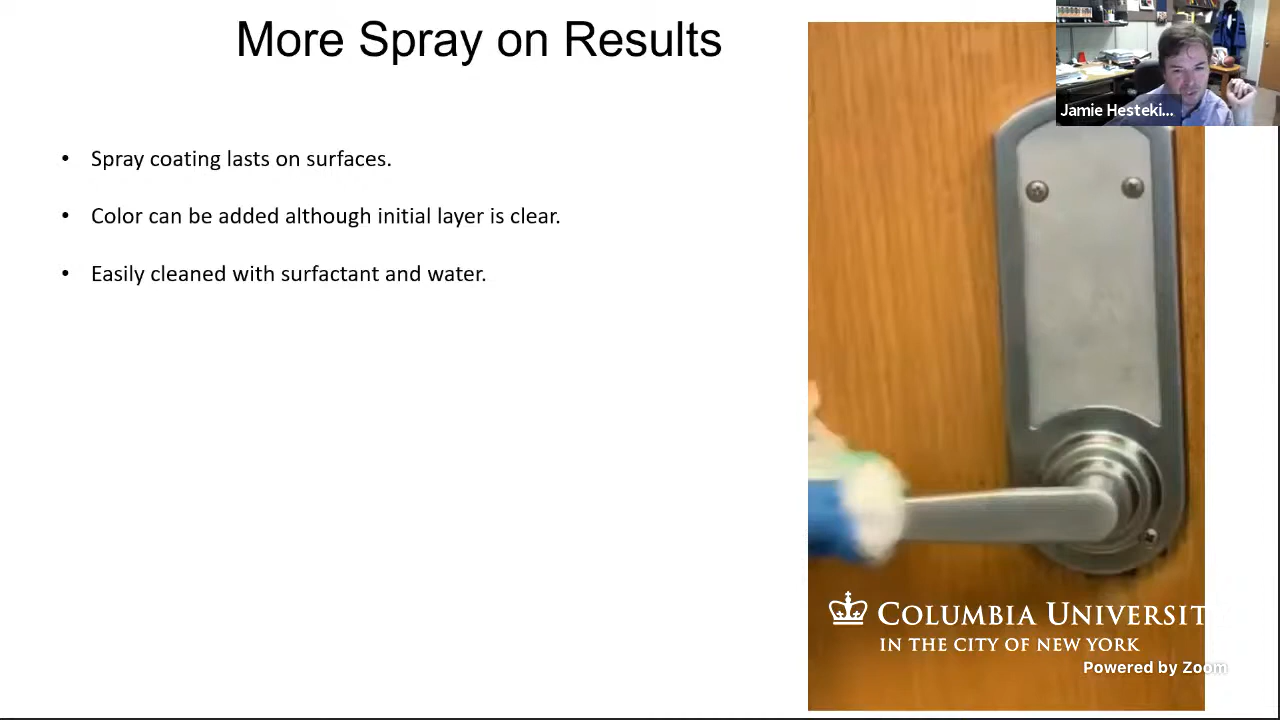 More Spray on Results
Jamie Hesteki...
• Spray coating lasts on surfaces.
• Color can be added although initial layer is clear.
• Easily cleaned with surfactant and water.
COLUMBIA UNIVERSIT
IN THE CITY OF NEW YORK
Powered by Zoom